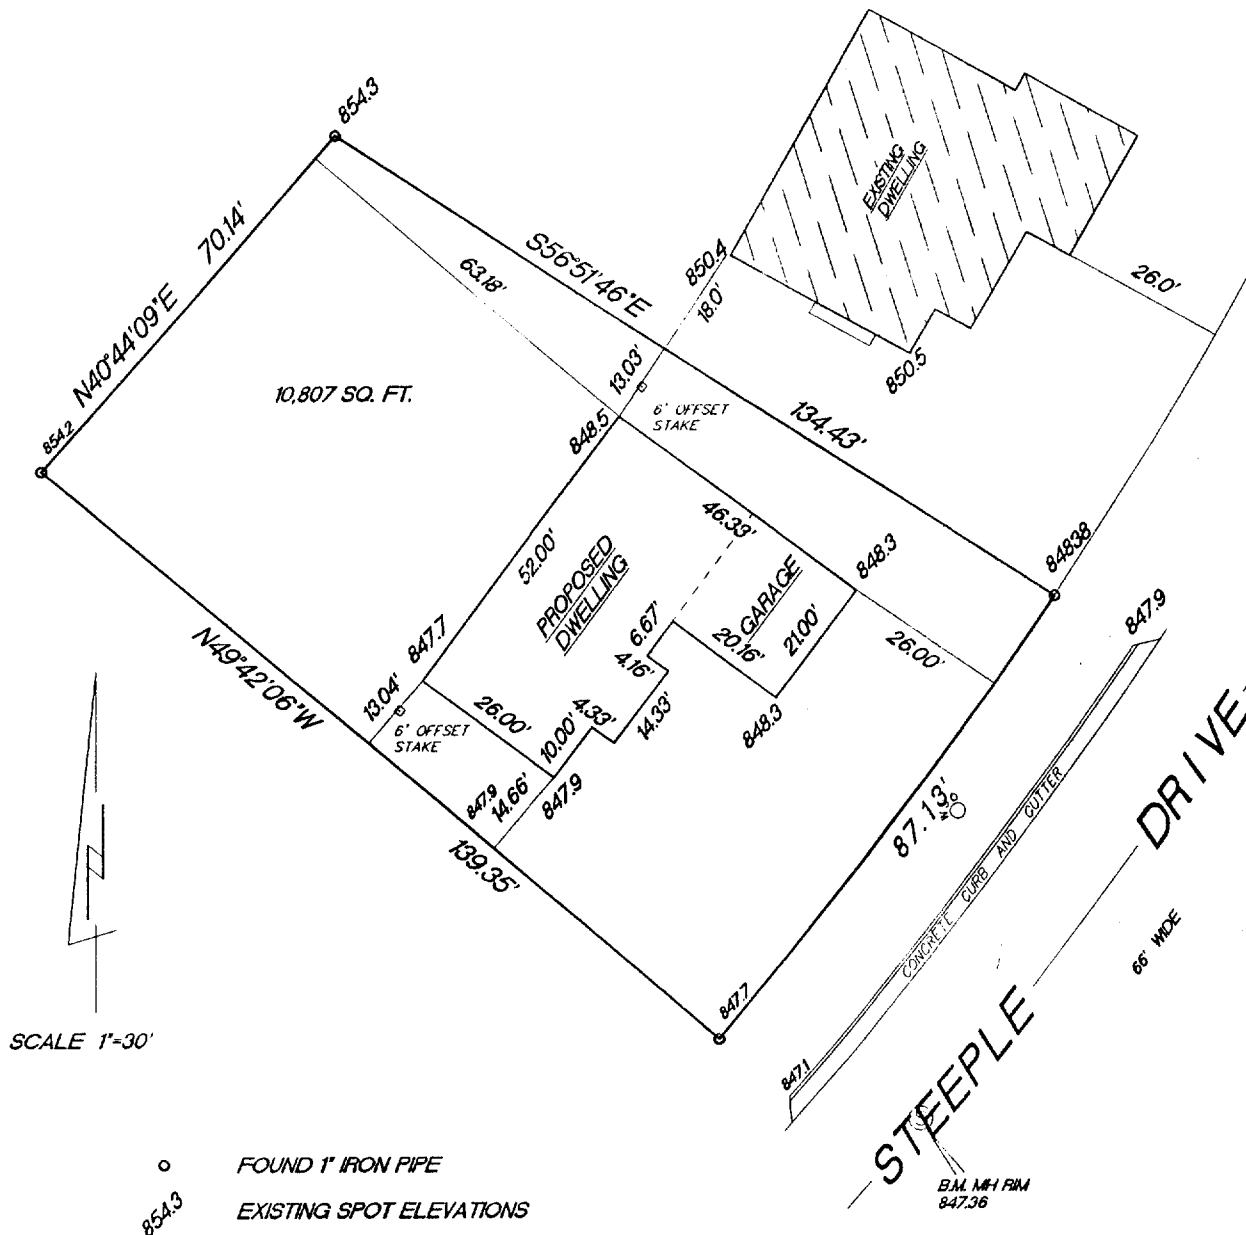 854.3
70.14'
N40°44'09"E
854.2
63.18'
S56°51'46"E
10,807 SQ. FT.
EXISTING
DWELLING
850.4
18.0'
26.0'
850.5
13.03'
6' OFFSET
STAKE
134.43'
848.5
46.33'
848.3
84838
847.9
52.00'
PROPOSED
DWELLING
GARAGE
6.67'
4.16'
20.16'
21.00'
26.00'
847.7
N49°42'06"W
13.04'
6' OFFSET
STAKE
26.00'
10.00'
4.33'
14.33'
848.3
847.9
14.66'
847.9
139.35'
87.13'
CONCRETE CURB AND CUTTER
STEEPLE DRIVE
66' WIDE
847.7
847.1
SCALE 1"=30'
B.M. MH RIM
847.36
FOUND 1" IRON PIPE
854.3
EXISTING SPOT ELEVATIONS